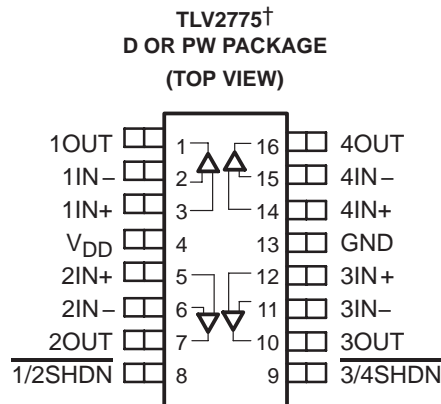 TLV2775†
D OR PW PACKAGE
(TOP VIEW)
1OUT 1 16 4OUT
1IN− 2 15 4IN−
1IN+ 3 14 4IN+
VDD 4 13 GND
2IN+ 5 12 3IN+
2IN− 6 11 3IN−
2OUT 7 10 3OUT
1/2SHDN 8 9 3/4SHDN